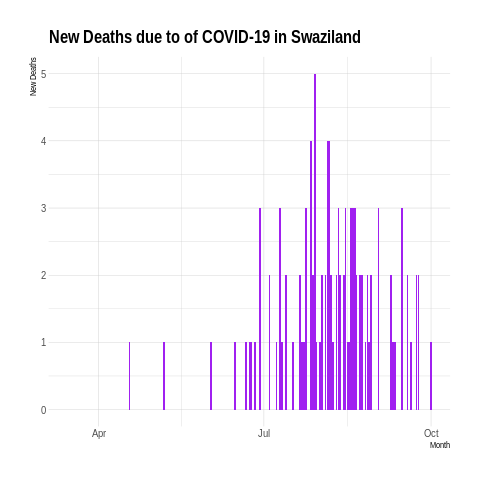 New Deaths due to of COVID-19 in Swaziland
New Deaths
5
4
3
2
1
0
Apr
Jul
Oct
Month